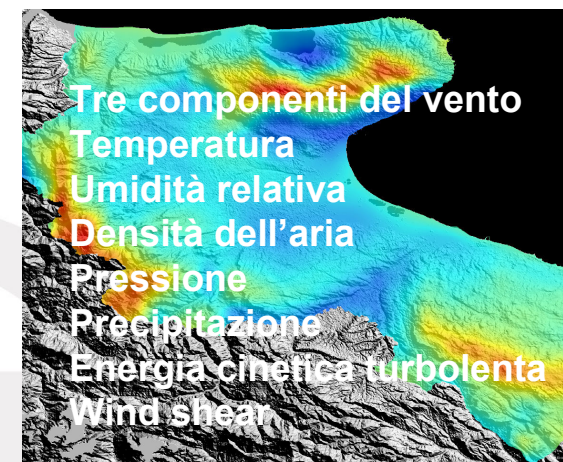 Tre componenti del vento
Temperatura
Umidità relativa
Densità dell’aria
Pressione
Precipitazione
Energia cinetica turbolenta
Wind shear